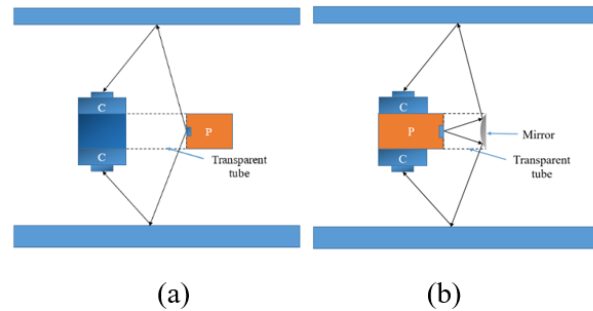 C
C
P
Transparent
tube
C
P
C
Mirror
Transparent
tube
(a)
(b)